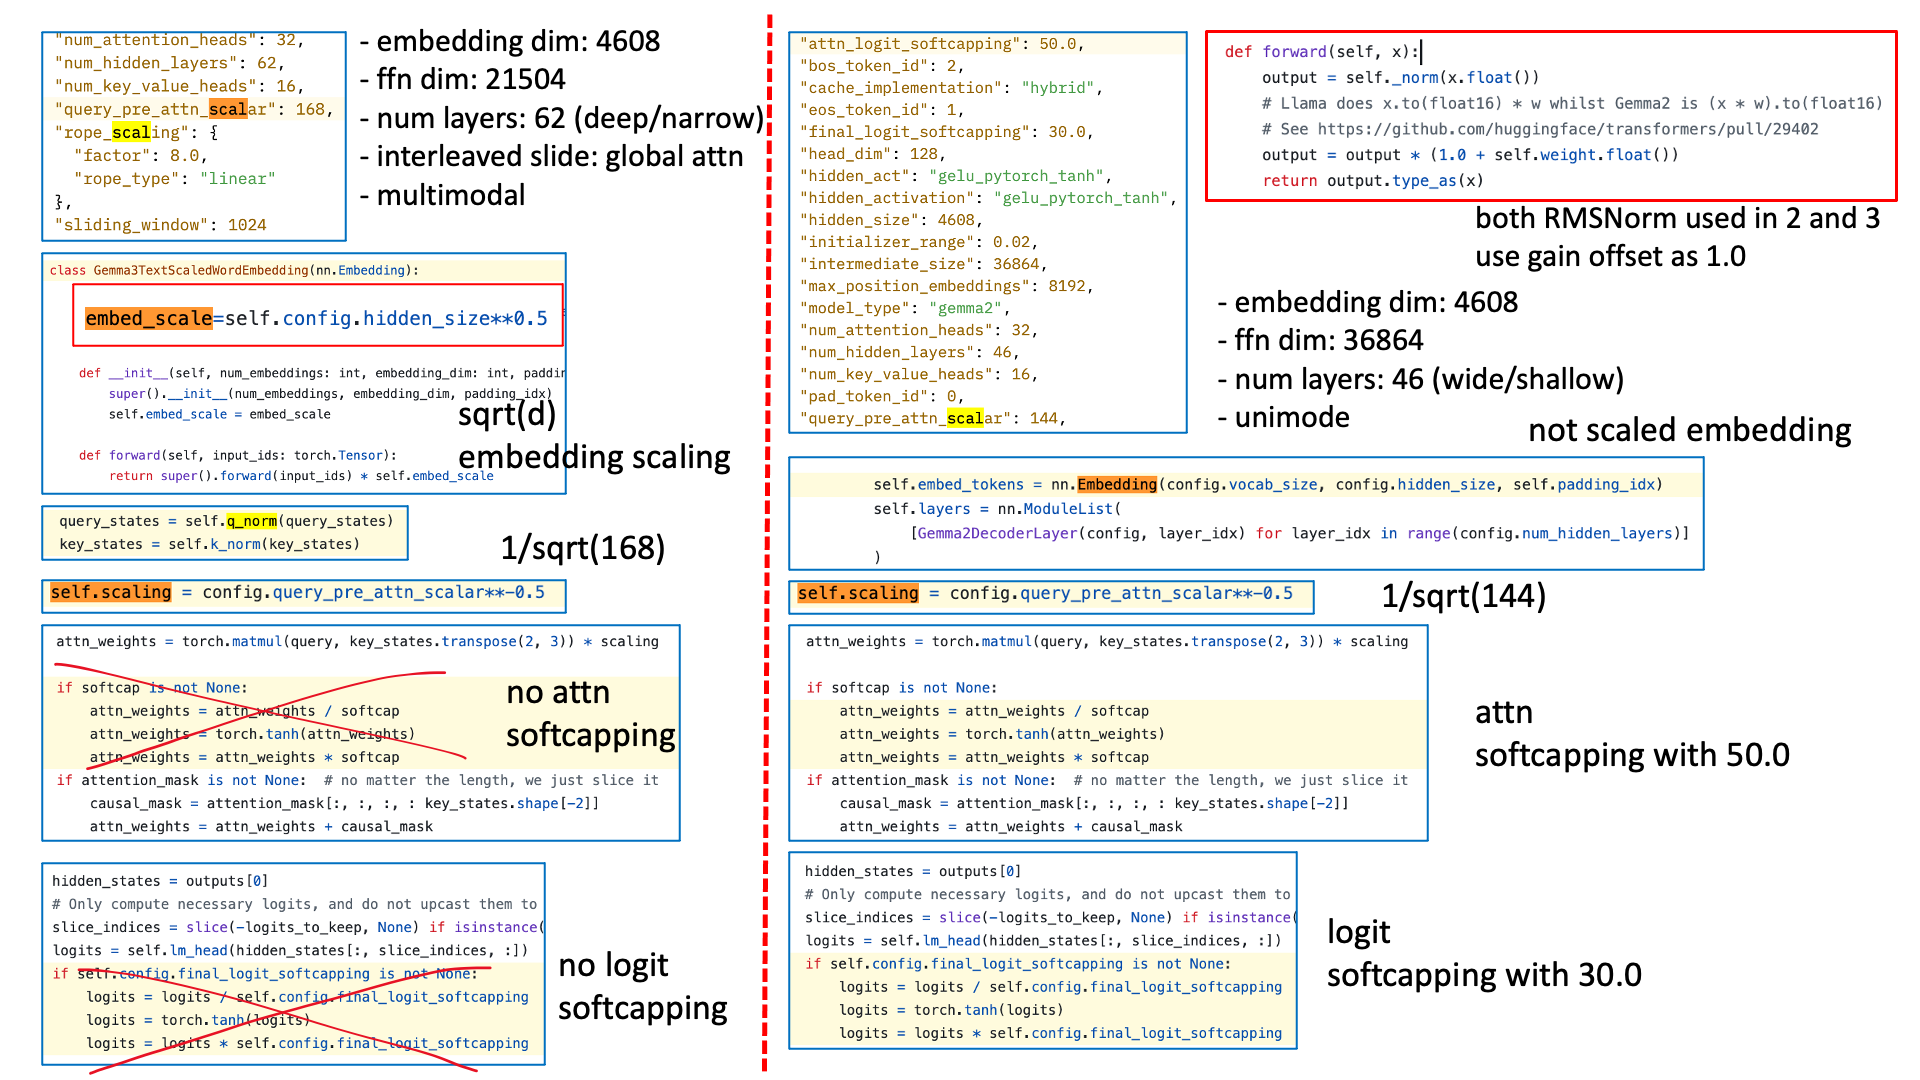 "num_attention_heads": 32,
"num_hidden_layers": 62,
"num_key_value_heads": 16,
"query_pre_attn_scalar": 168,
"rope_scaling": {
"factor": 8.0,
"rope_type": "linear"
},
"sliding_window": 1024
- embedding dim: 4608
- ffn dim: 21504
- num layers: 62 (deep/narrow)
- interleaved slide: global attn
- multimodal
class Gemma3TextScaledWordEmbedding(nn.Embedding):
embed_scale=self.config.hidden_size**0.5
def __init__(self, num_embeddings: int, embedding_dim: int, paddin
super().__init__(num_embeddings, embedding_dim, padding_idx)
self.embed_scale = embed_scale
def forward(self, input_ids: torch.Tensor):
return super().forward(input_ids) * self.embed_scale
sqrt(d)
embedding scaling
query_states = self.q_norm(query_states)
key_states = self.k_norm(key_states)
1/sqrt(168)
self.scaling = config.query_pre_attn_scalar**-0.5
attn_weights = torch.matmul(query, key_states.transpose(2, 3)) * scaling
if softcap is not None:
attn_weights = attn_weights / softcap
attn_weights = torch.tanh(attn_weights)
attn_weights = attn_weights * softcap
if attention_mask is not None:  # no matter the length, we just slice it
causal_mask = attention_mask[:, :, :, : key_states.shape[-2]]
attn_weights = attn_weights + causal_mask
no attn
softcapping
hidden_states = outputs[0]
# Only compute necessary logits, and do not upcast them to
slice_indices = slice(-logits_to_keep, None) if isinstance(
logits = self.lm_head(hidden_states[:, slice_indices, :])
if self.config.final_logit_softcapping is not None:
logits = logits / self.config.final_logit_softcapping
logits = torch.tanh(logits)
logits = logits * self.config.final_logit_softcapping
no logit
softcapping
"attn_logit_softcapping": 50.0,
"bos_token_id": 2,
"cache_implementation": "hybrid",
"eos_token_id": 1,
"final_logit_softcapping": 30.0,
"head_dim": 128,
"hidden_act": "gelu_pytorch_tanh",
"hidden_activation": "gelu_pytorch_tanh",
"hidden_size": 4608,
"initializer_range": 0.02,
"intermediate_size": 36864,
"max_position_embeddings": 8192,
"model_type": "gemma2",
"num_attention_heads": 32,
"num_hidden_layers": 46,
"num_key_value_heads": 16,
"pad_token_id": 0,
"query_pre_attn_scalar": 144,
def forward(self, x):
output = self._norm(x.float())
# Llama does x.to(float16) * w whilst Gemma2 is (x * w).to(float16)
# See https://github.com/huggingface/transformers/pull/29402
output = output * (1.0 + self.weight.float())
return output.type_as(x)
both RMSNorm used in 2 and 3
use gain offset as 1.0
- embedding dim: 4608
- ffn dim: 36864
- num layers: 46 (wide/shallow)
- unimode
not scaled embedding
self.embed_tokens = nn.Embedding(config.vocab_size, config.hidden_size, self.padding_idx)
self.layers = nn.ModuleList(
[Gemma2DecoderLayer(config, layer_idx) for layer_idx in range(config.num_hidden_layers)]
)
self.scaling = config.query_pre_attn_scalar**-0.5
1/sqrt(144)
attn_weights = torch.matmul(query, key_states.transpose(2, 3)) * scaling
if softcap is not None:
attn_weights = attn_weights / softcap
attn_weights = torch.tanh(attn_weights)
attn_weights = attn_weights * softcap
if attention_mask is not None:  # no matter the length, we just slice it
causal_mask = attention_mask[:, :, :, : key_states.shape[-2]]
attn_weights = attn_weights + causal_mask
attn
softcapping with 50.0
hidden_states = outputs[0]
# Only compute necessary logits, and do not upcast them to
slice_indices = slice(-logits_to_keep, None) if isinstance(
logits = self.lm_head(hidden_states[:, slice_indices, :])
if self.config.final_logit_softcapping is not None:
logits = logits / self.config.final_logit_softcapping
logits = torch.tanh(logits)
logits = logits * self.config.final_logit_softcapping
logit
softcapping with 30.0